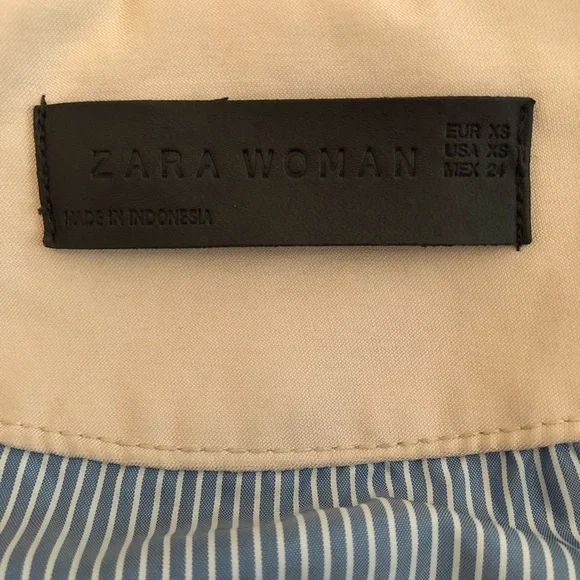 ZARA WOMAN
EUR XS
USA XS
MEX 24
MADE IN INDONESIA